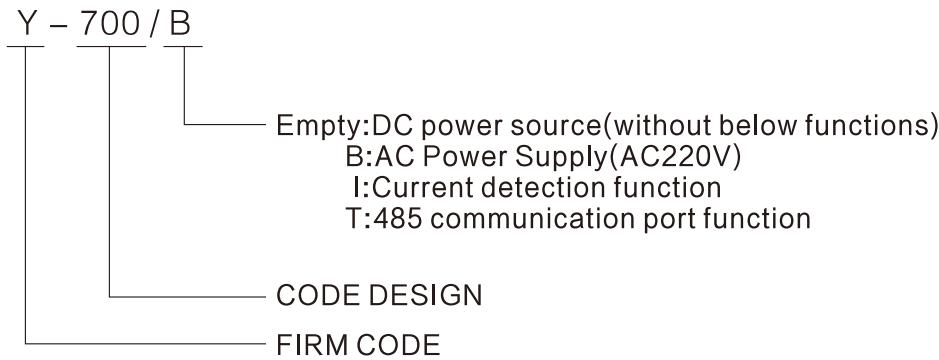 Y – 700 / B
Empty:DC power source(without below functions)
B:AC Power Supply(AC220V)
I:Current detection function
T:485 communication port function
CODE DESIGN
FIRM CODE